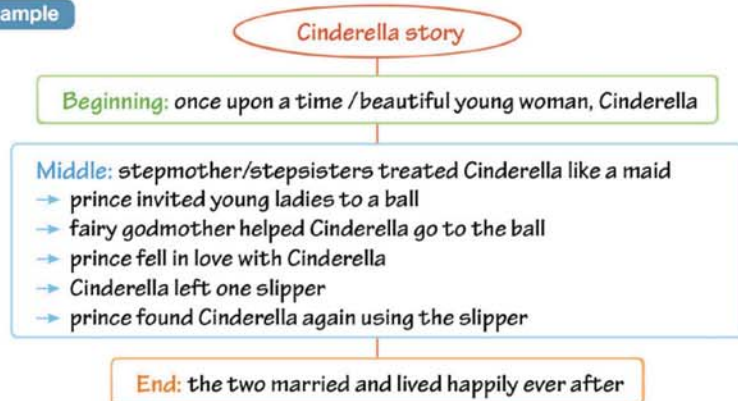 ample
Cinderella story
Beginning: once upon a time / beautiful young woman, Cinderella
Middle: stepmother/stepsisters treated Cinderella like a maid
→ prince invited young ladies to a ball
→ fairy godmother helped Cinderella go to the ball
→ prince fell in love with Cinderella
→ Cinderella left one slipper
→ prince found Cinderella again using the slipper
End: the two married and lived happily ever after